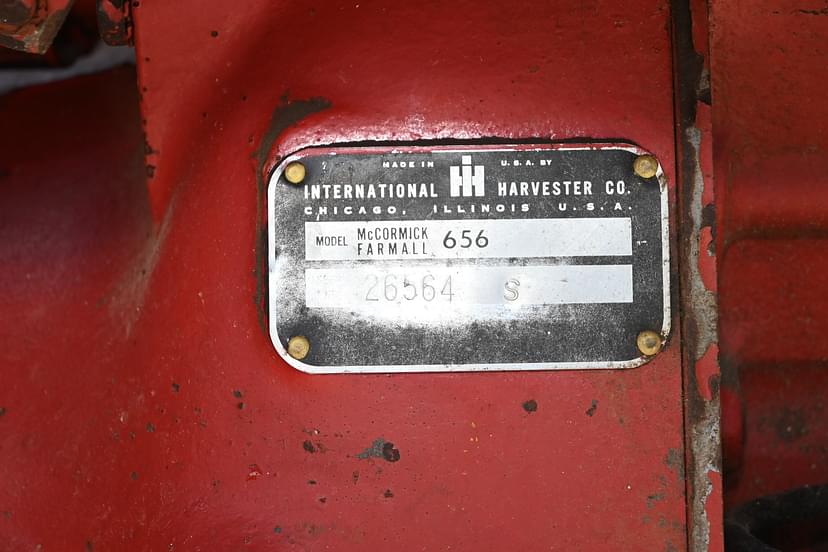 MADE IN U.S.A. BY
INTERNATIONAL IH HARVESTER CO.
CHICAGO, ILLINOIS U.S.A.
MODEL McCORMICK FARMALL 656
26564 S